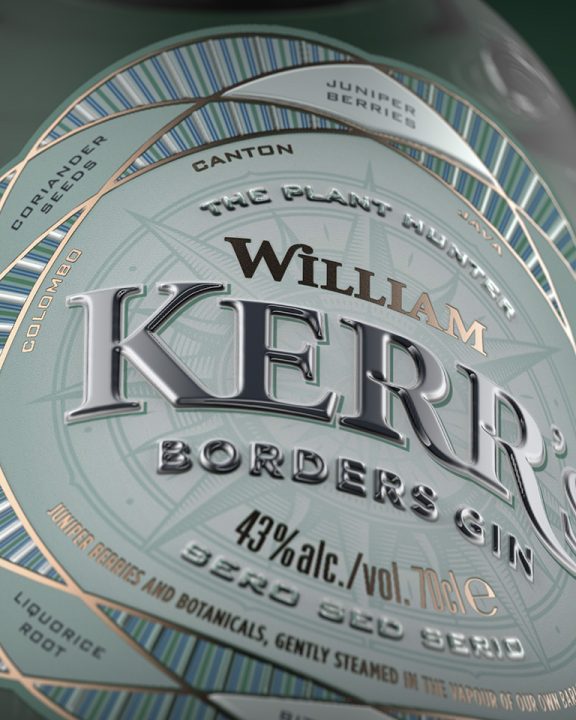 JUNIPER
BERRIES
CORIANDER
SEEDS
CANTON
JAVA
COLOMBO
THE PLANT HUNTER
WiLLIAM
KERR'S
BORDERS GIN
43%alc./vol. 70cl e
SERO SED SERIO
JUNIPER BERRIES AND BOTANICALS, GENTLY STEAMED IN THE VAPOUR OF OUR OWN
LIQUORICE
ROOT